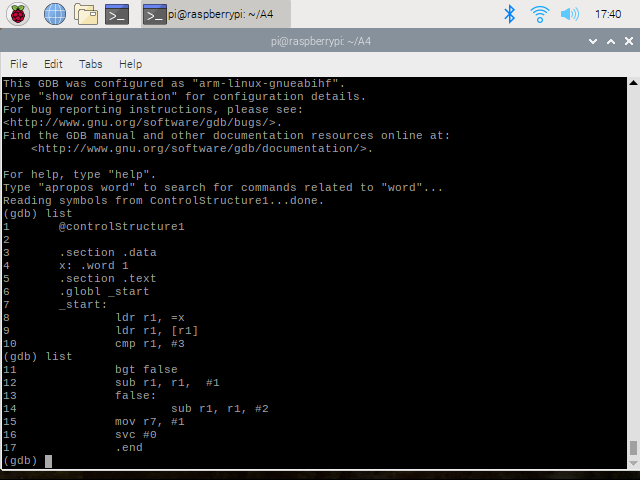 pi@raspberrypi: ~/A4
17:40
pi@raspberrypi: ~/A4
File Edit Tabs Help
This GDB was configured as "arm-linux-gnueabihf".
Type "show configuration" for configuration details.
For bug reporting instructions, please see:
<http://www.gnu.org/software/gdb/bugs/>.
Find the GDB manual and other documentation resources online at:
    <http://www.gnu.org/software/gdb/documentation/>.

For help, type "help".
Type "apropos word" to search for commands related to "word"...
Reading symbols from ControlStructure1...done.
(gdb) list
1       @controlStructure1
2
3       .section .data
4       x: .word 1
5       .section .text
6       .globl _start
7       _start:
8               ldr r1, =x
9               ldr r1, [r1]
10              cmp r1, #3
(gdb) list
11              bgt false
12              sub r1, r1,  #1
13              false:
14                      sub r1, r1, #2
15              mov r7, #1
16              svc #0
17              .end
(gdb)